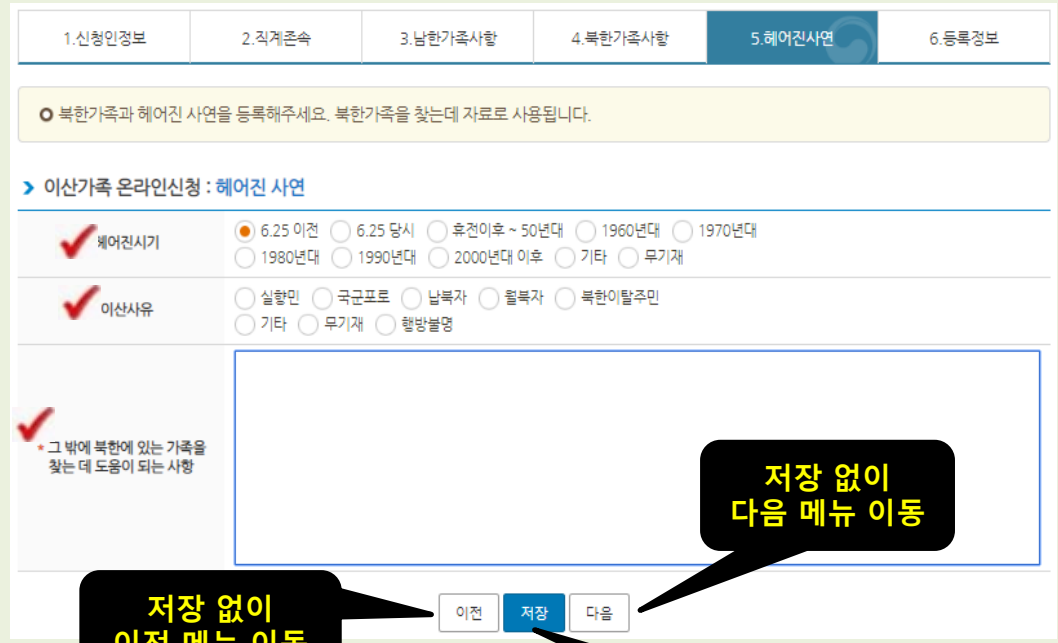 1.신청인정보 2.직계존속 3.남한가족사항 4.북한가족사항 5.헤어진사연 6.등록정보
북한가족과 헤어진 사연을 등록해주세요. 북한가족을 찾는데 자료로 사용됩니다.
이산가족 온라인신청 : 헤어진 사연
헤어진시기
6.25 이전 6.25 당시 휴전이후 ~ 50년대 1960년대 1970년대
1980년대 1990년대 2000년대 이후 기타 무기재
이산사유
실향민 국군포로 납북자 월북자 북한이탈주민
기타 무기재 행방불명
* 그 밖에 북한에 있는 가족을
찾는 데 도움이 되는 사항
저장 없이
다음 메뉴 이동
저장 없이
이전 메뉴 이동
이전 저장 다음